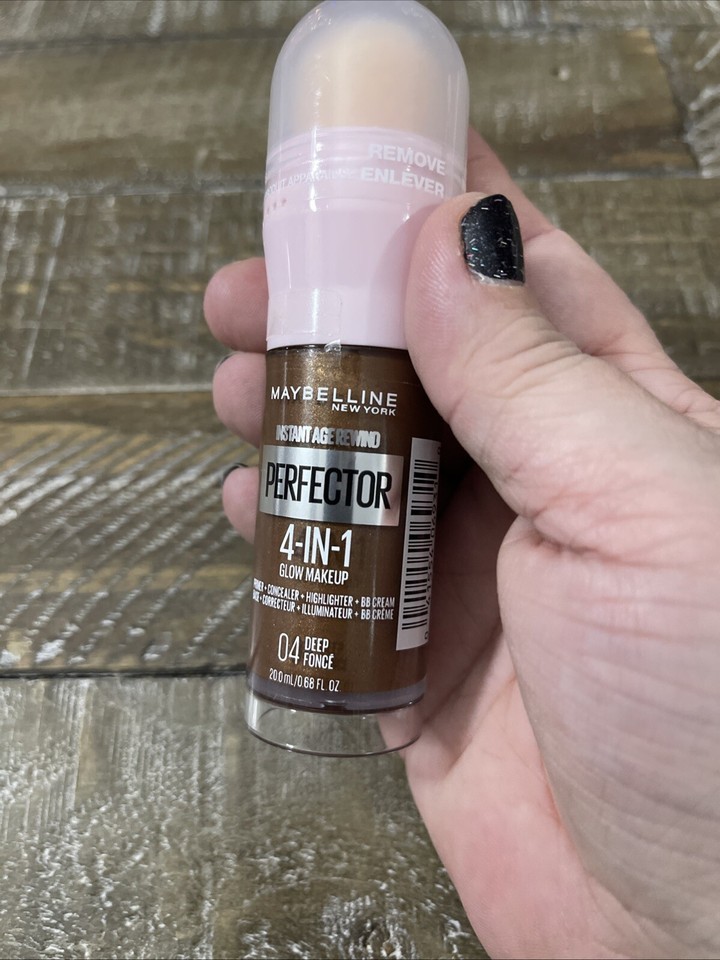 REMOVE
ENLEVER
MAYBELLINE
NEW YORK
INSTANT AGE REWIND
PERFECTOR
4-IN-1
GLOW MAKEUP
+ CONCEALER + HIGHLIGHTER + BB CREAM
+ CORRECTEUR + ILLUMINATEUR + BB CRÈME
04 DEEP
FONCÉ
20.0 mL/0.68 FL. OZ.